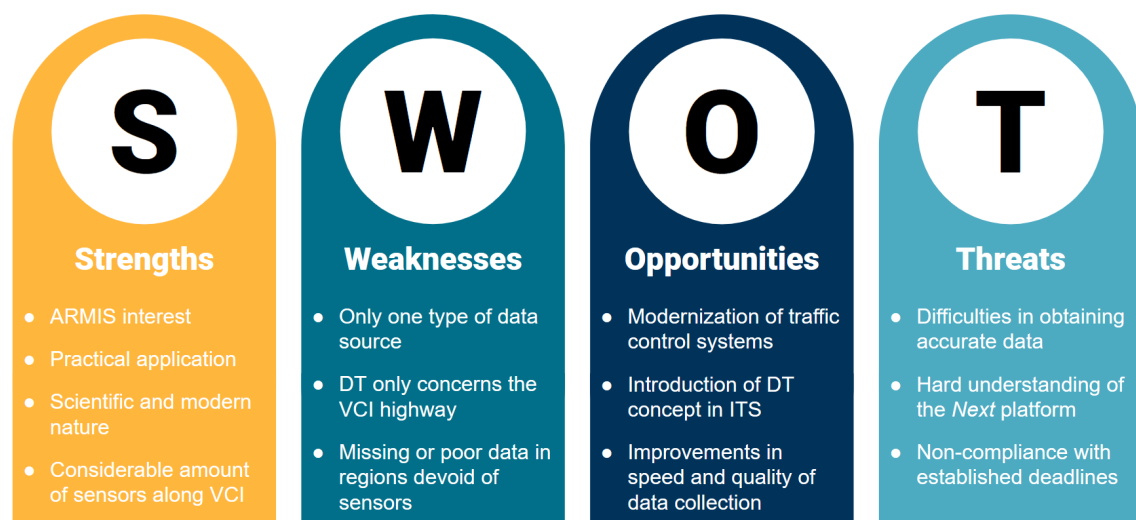 S
Strengths
● ARMIS interest
● Practical application
● Scientific and modern
nature
● Considerable amount
of sensors along VCI
W
Weaknesses
● Only one type of data
source
● DT only concerns the
VCI highway
● Missing or poor data in
regions devoid of
sensors
O
Opportunities
● Modernization of traffic
control systems
● Introduction of DT
concept in ITS
● Improvements in
speed and quality of
data collection
T
Threats
● Difficulties in obtaining
accurate data
● Hard understanding of
the Next platform
● Non-compliance with
established deadlines